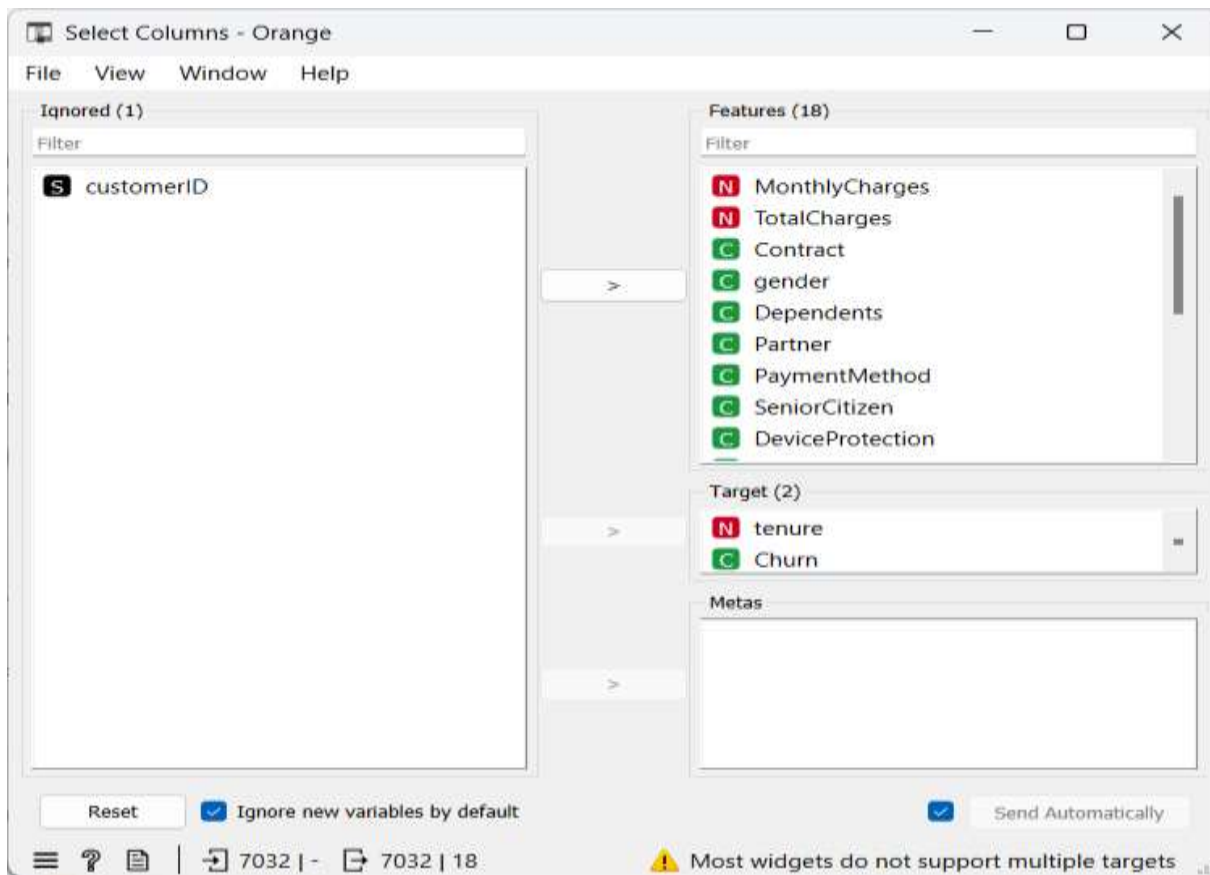 Select Columns - Orange
File View Window Help
Ignored (1)
Filter
S customerID
>
>
>
Features (18)
Filter
N MonthlyCharges
N TotalCharges
C Contract
C gender
C Dependents
C Partner
C PaymentMethod
C SeniorCitizen
C DeviceProtection
Target (2)
N tenure
C Churn
Metas
Reset Ignore new variables by default Send Automatically
? 7032 | - 7032 | 18 Most widgets do not support multiple targets